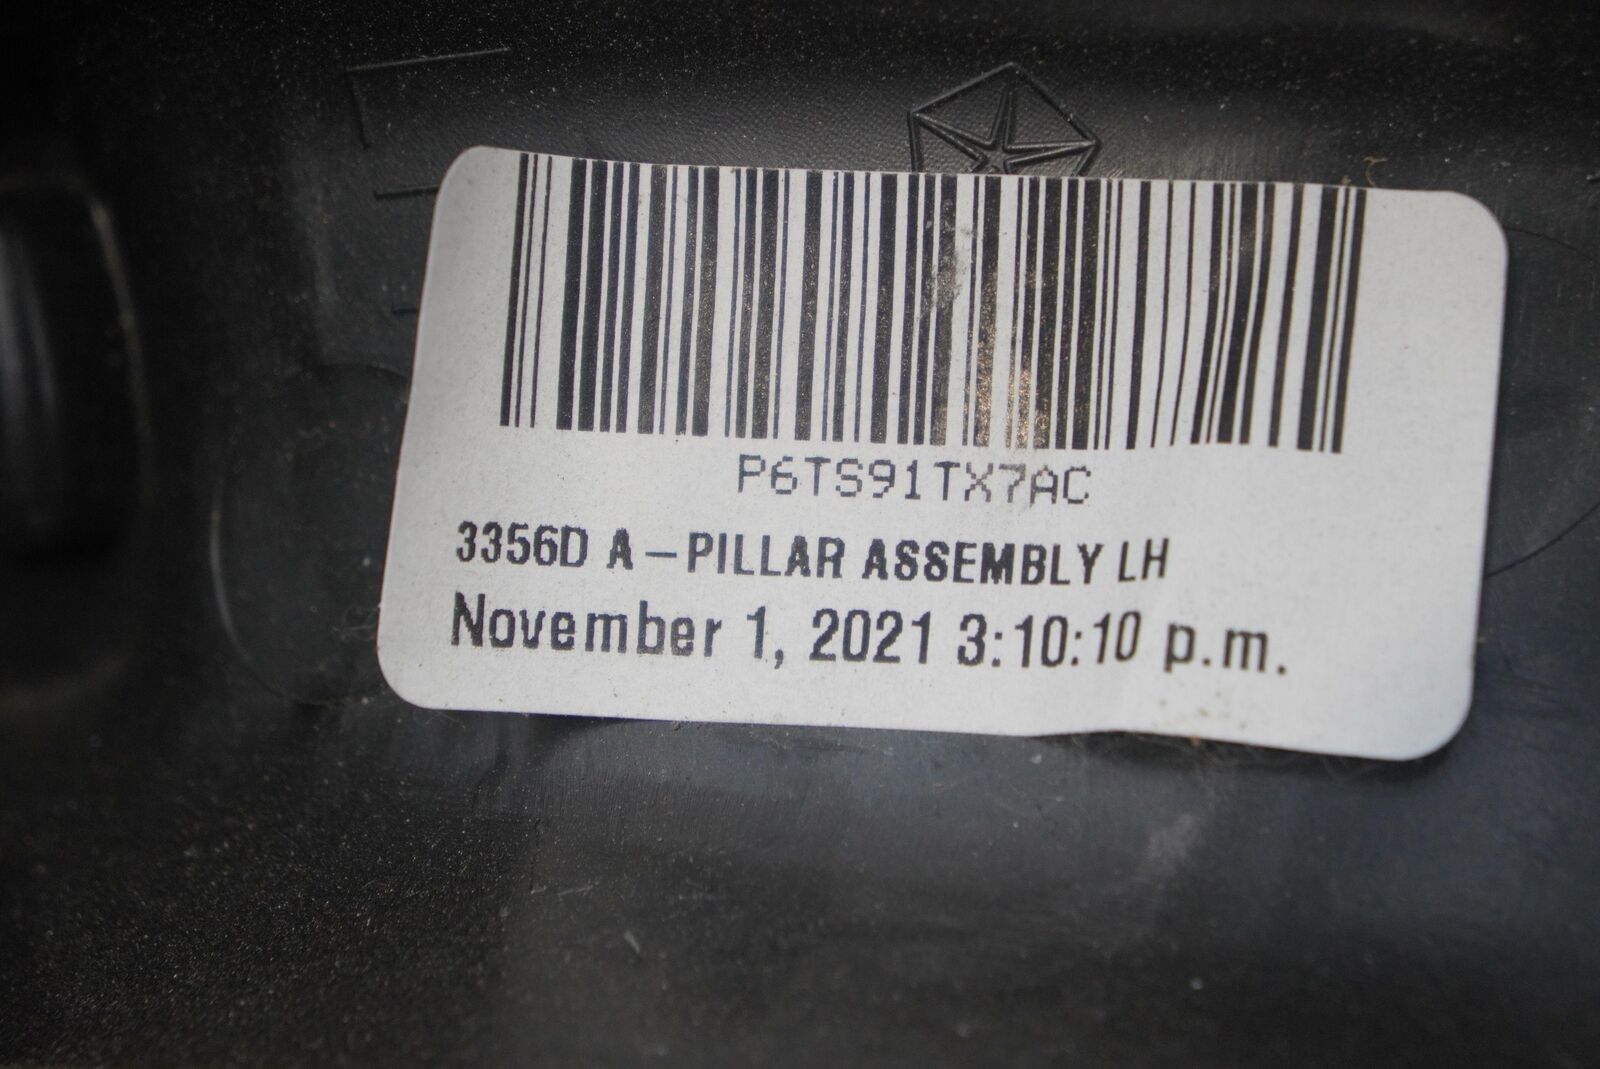 P6TS91TX7AC
3356D A-PILLAR ASSEMBLY LH
November 1, 2021 3:10:10 p.m.